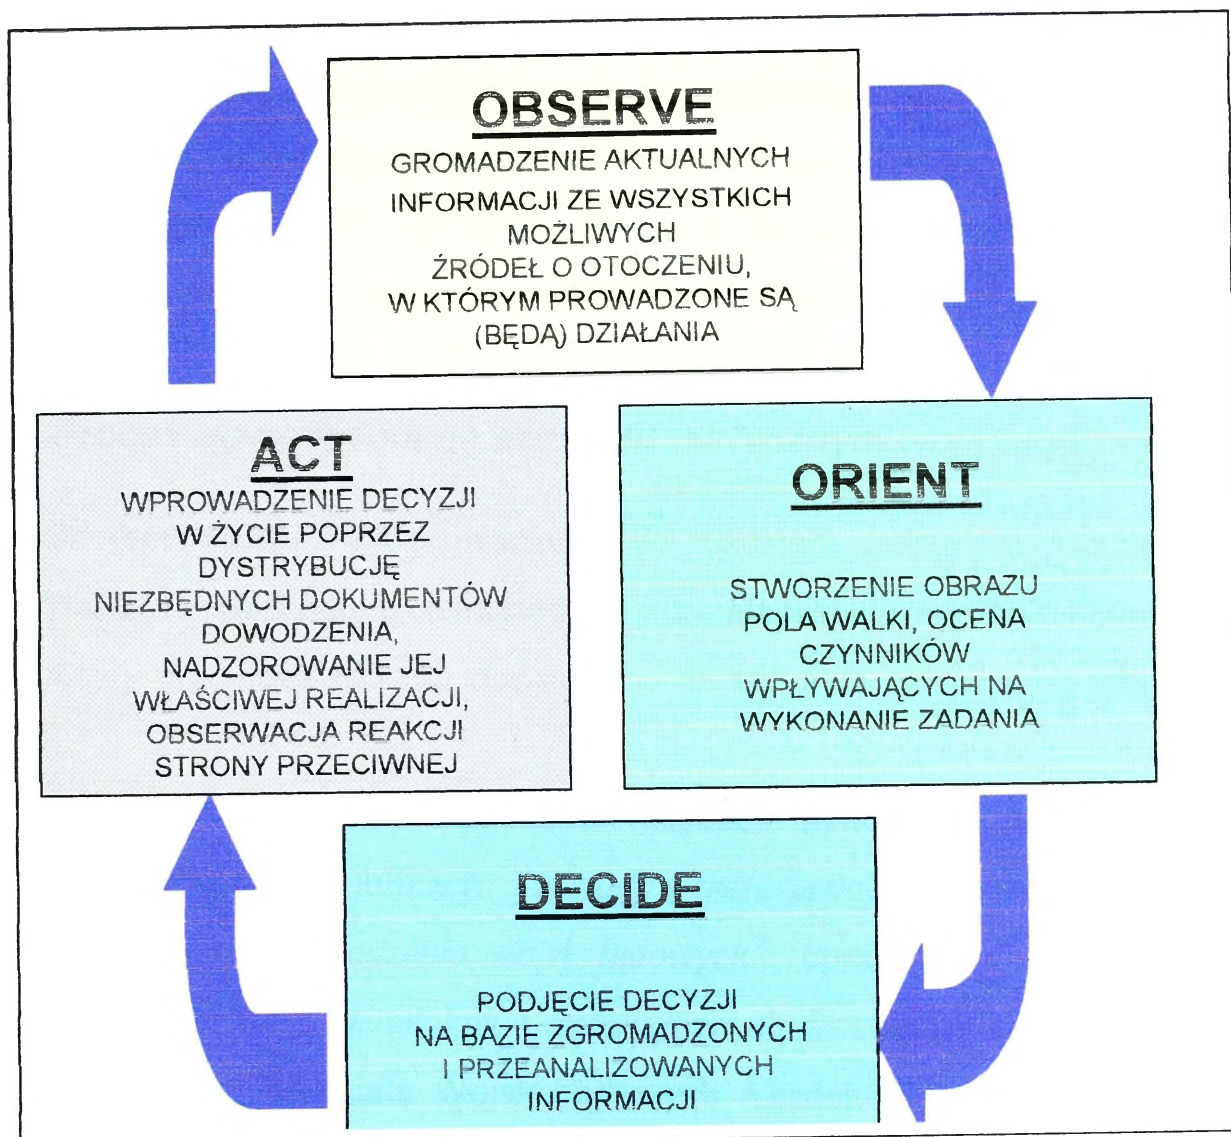 OBSERVE
GROMADZENIE AKTUALNYCH
INFORMACJI ZE WSZYSTKICH
MOŻLIWYCH
ŹRÓDEŁ O OTOCZENIU,
W KTÓRYM PROWADZONE SĄ
(BĘDĄ) DZIAŁANIA
ORIENT
STWORZENIE OBRAZU
POLA WALKI, OCENA
CZYNNIKÓW
WPŁYWAJĄCYCH NA
WYKONANIE ZADANIA
DECIDE
PODJĘCIE DECYZJI
NA BAZIE ZGROMADZONYCH
I PRZEANALIZOWANYCH
INFORMACJI
ACT
WPROWADZENIE DECYZJI
W ŻYCIE POPRZEZ
DYSTRYBUCJĘ
NIEZBĘDNYCH DOKUMENTÓW
DOWODZENIA,
NADZOROWANIE JEJ
WŁAŚCIWEJ REALIZACJI,
OBSERWACJA REAKCJI
STRONY PRZECIWNEJ